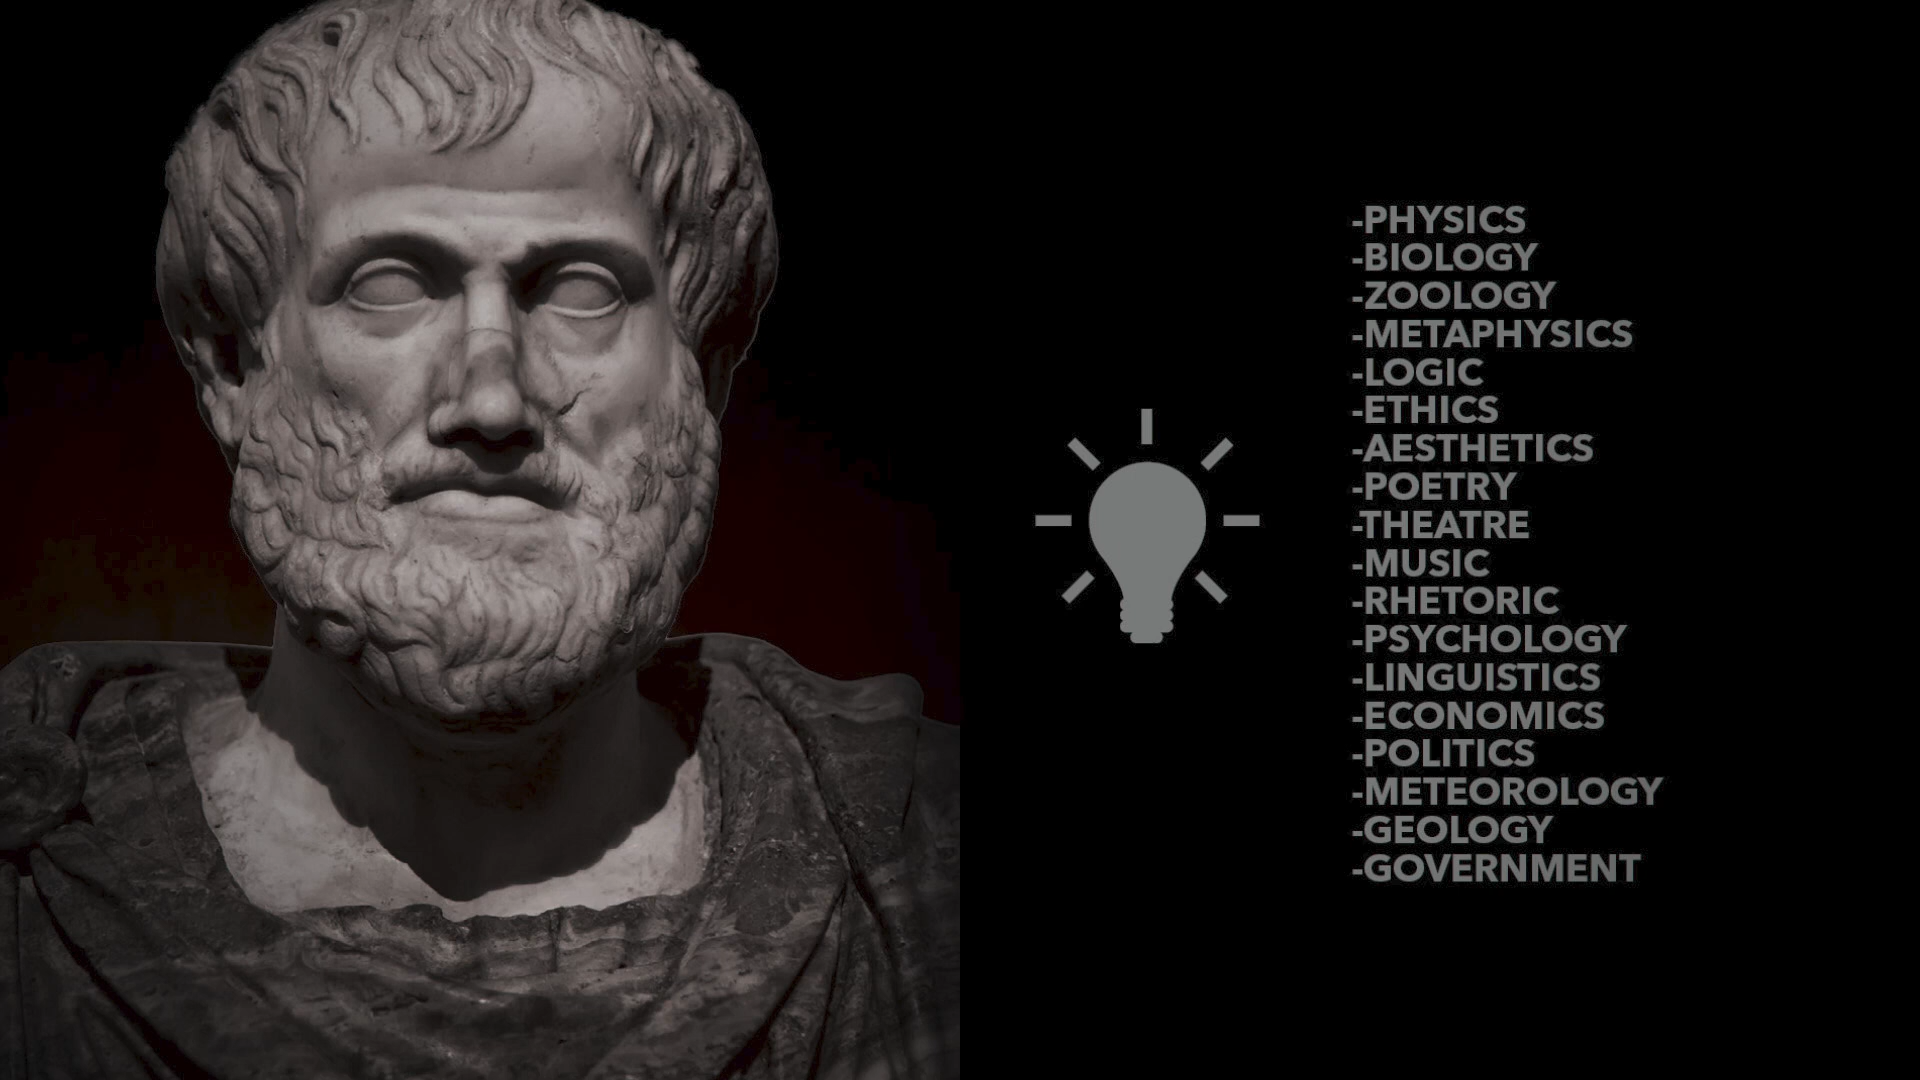 -PHYSICS
-BIOLOGY
-ZOOLOGY
-METAPHYSICS
-LOGIC
-ETHICS
-AESTHETICS
-POETRY
-THEATRE
-MUSIC
-RHETORIC
-PSYCHOLOGY
-LINGUISTICS
-ECONOMICS
-POLITICS
-METEOROLOGY
-GEOLOGY
-GOVERNMENT